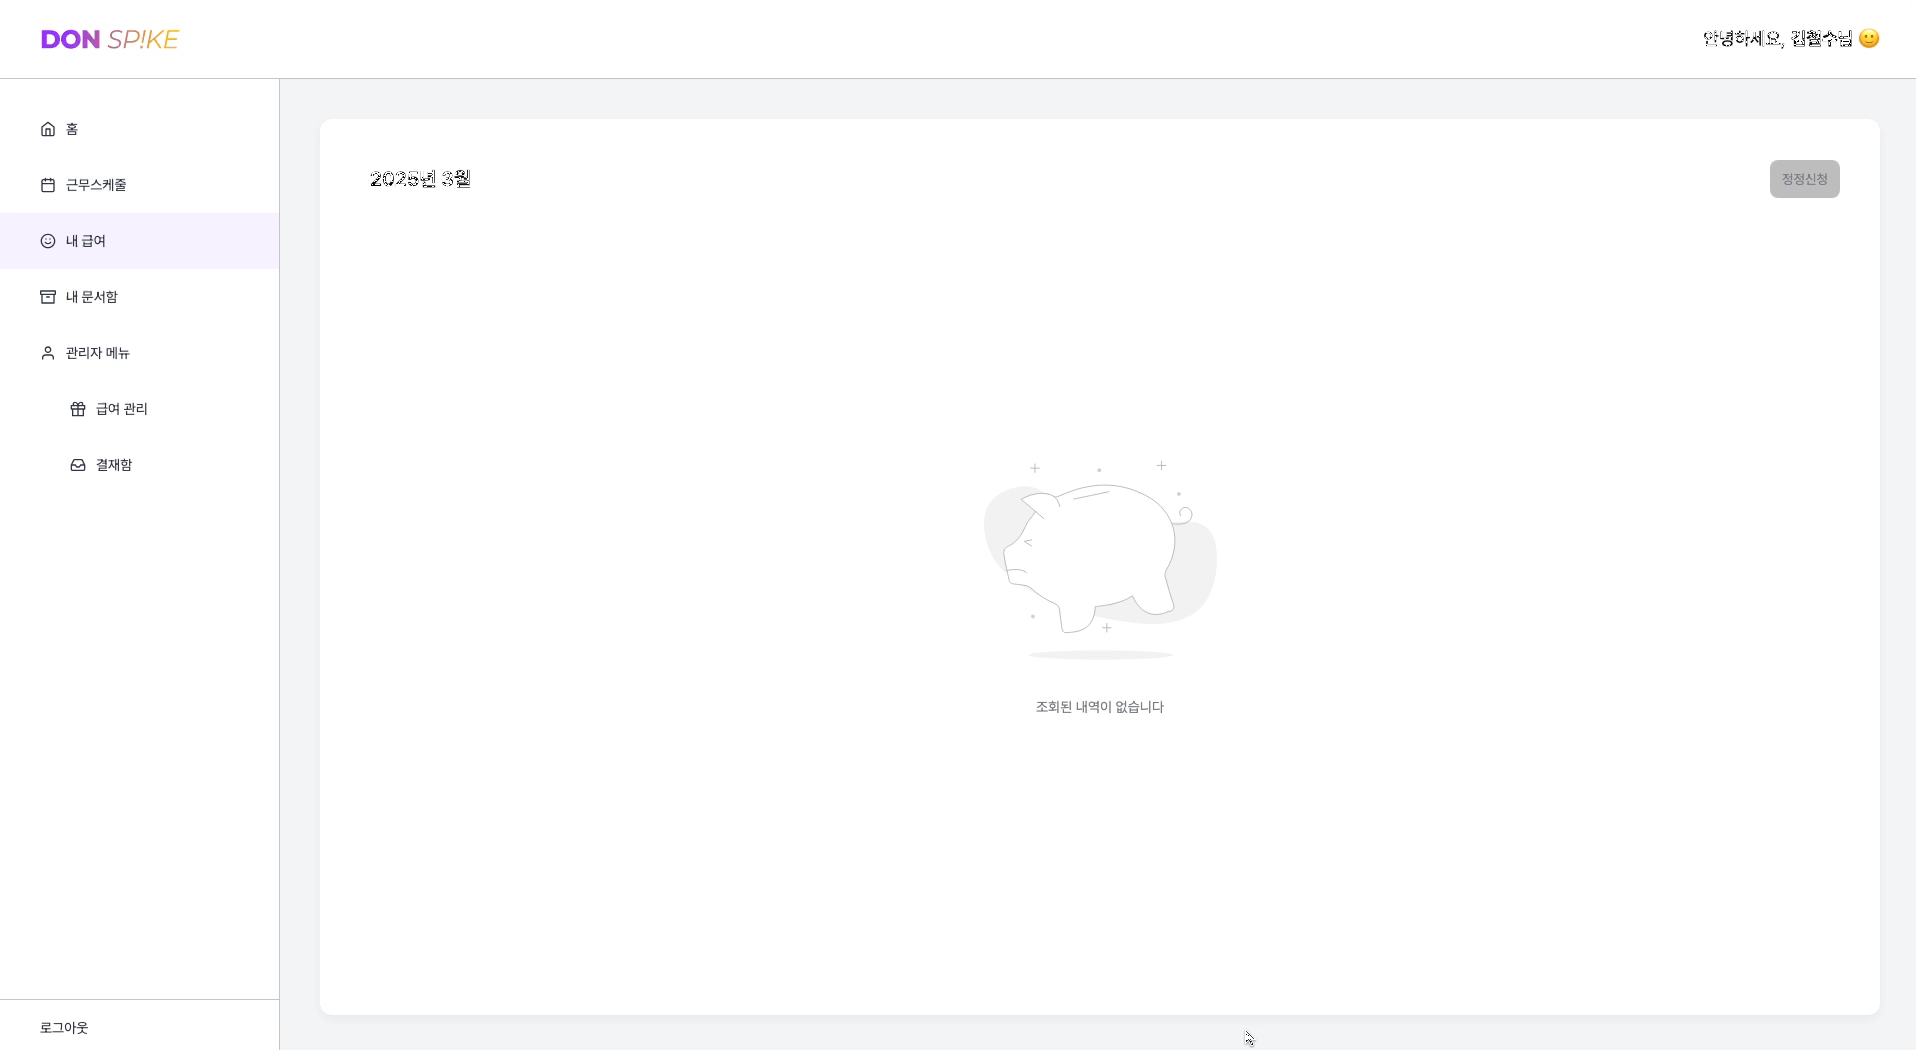 DON SP!KE
안녕하세요, 김철수님 🙂
홈
근무스케줄
내 급여
내 문서함
관리자 메뉴
급여 관리
결재함
로그아웃
2025년 3월
정정신청
조회된 내역이 없습니다